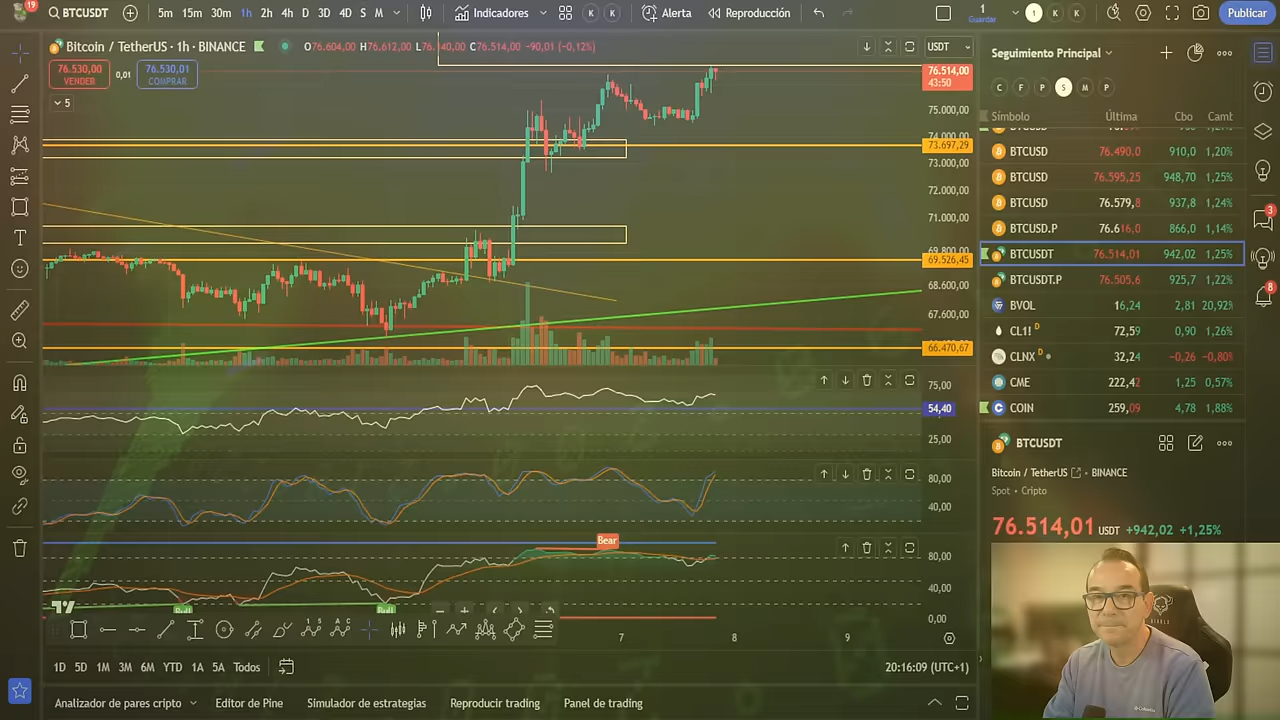 19
BTCUSDT
5m 15m 30m 1h 2h 4h D 3D 4D S M
Indicadores
K K
Alerta
Reproducción
1
Guardar
1 K K
Publicar
Bitcoin / TetherUS · 1h · BINANCE
O76.604,00 H76.612,00 C76.514,00 -90,01 (-0,12%)
USDT
76.530,00
VENDER
0,01
76.530,01
COMPRAR
5
76.514,00
43:50
75.000,00
74.000,00
73.697,29
73.000,00
72.000,00
71.000,00
69.800,00
69.526,45
68.600,00
67.600,00
66.470,67
75,00
54,40
25,00
80,00
40,00
Bear
80,00
40,00
Bull
Bull
0,00
7 8 9
1D 5D 1M 3M 6M YTD 1A 5A Todos
20:16:09 (UTC+1)
Analizador de pares cripto
Editor de Pine
Simulador de estrategias
Reproducir trading
Panel de trading
Seguimiento Principal
C F P S M P
Símbolo Última Cbo Camt
BTCUSD 76.490,0 910,0 1,20%
BTCUSD 76.595,25 948,70 1,25%
BTCUSD 76.579,8 937,8 1,24%
BTCUSD.P 76.616,0 866,0 1,14%
BTCUSDT 76.514,01 942,02 1,25%
BTCUSDT.P 76.505,6 925,7 1,22%
BVOL 16,24 2,81 20,92%
CL1! D 72,59 0,90 1,26%
CLNX D 32,24 -0,26 -0,80%
CME 222,42 1,25 0,57%
COIN 259,09 4,78 1,88%
3
8
BTCUSDT
Bitcoin / TetherUS · BINANCE
Spot · Cripto
76.514,01 USDT +942,02 +1,25%
Columbia